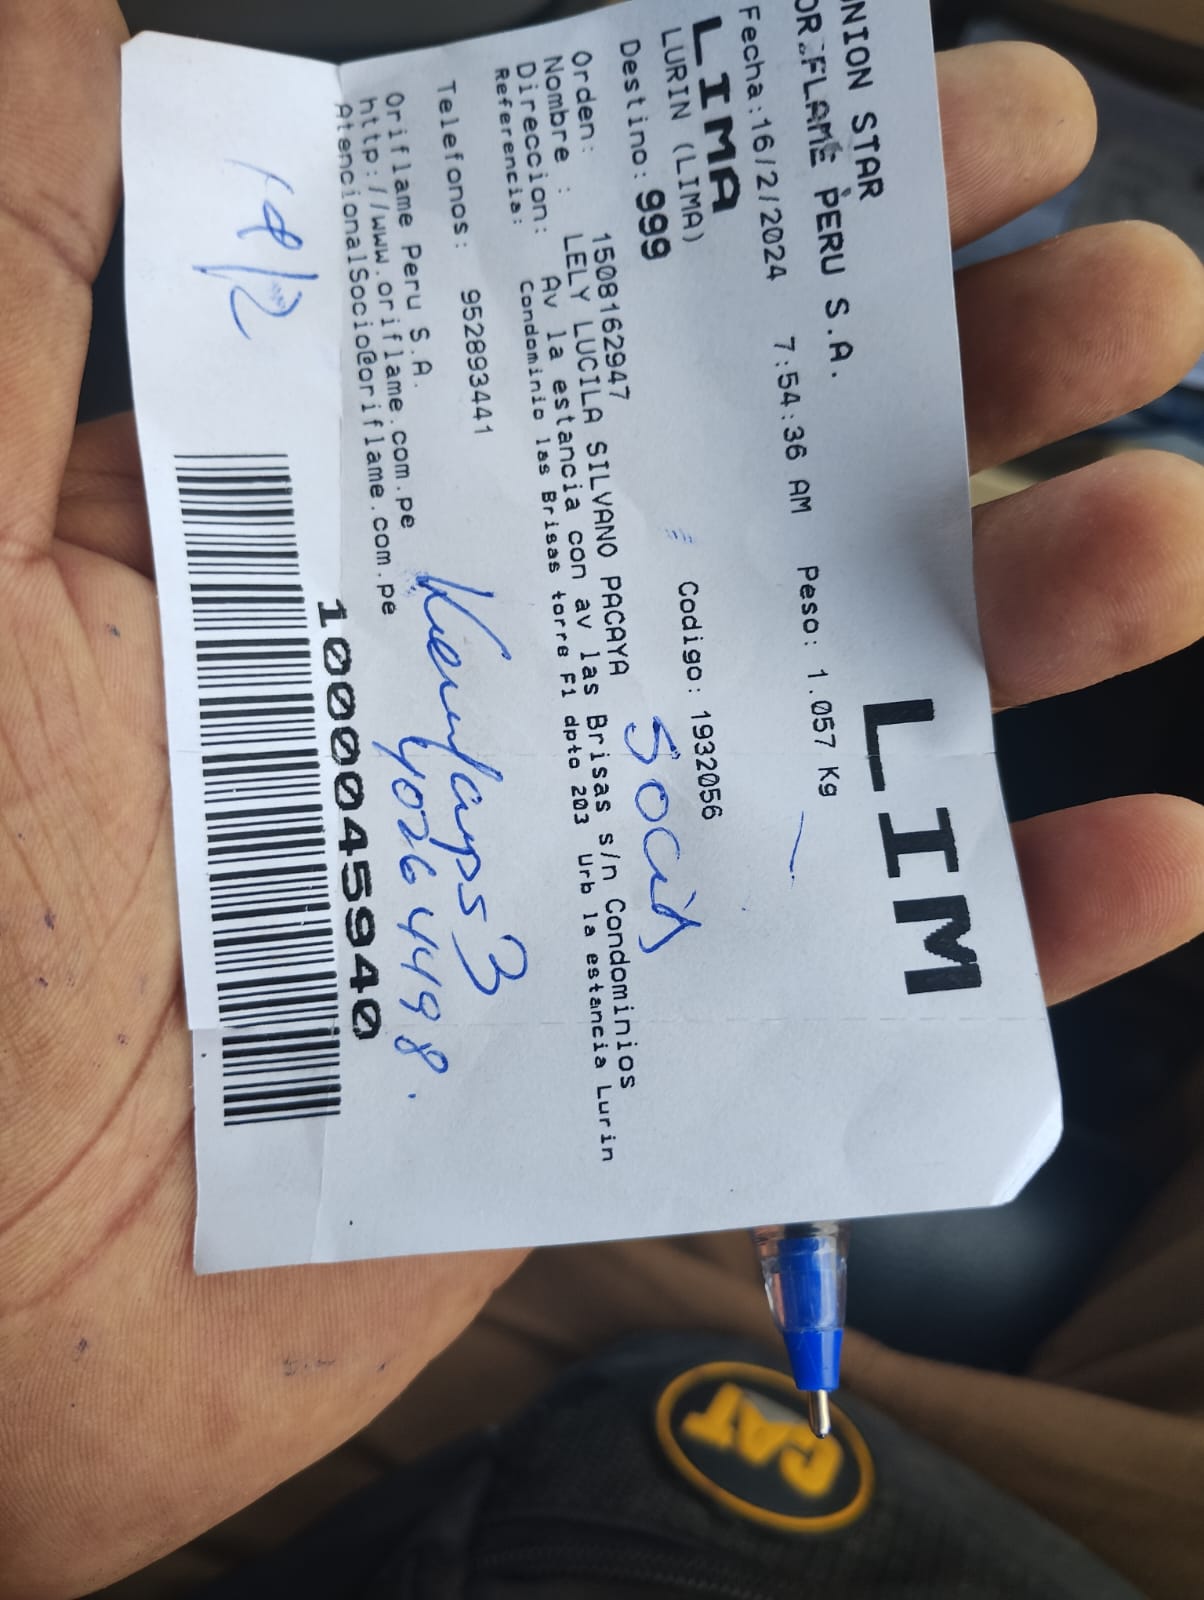 UNION STAR
ORIFLAME PERU S.A.
LIM
Fecha:16/2/2024 7:54:36 AM Peso: 1.057 Kg
LIMA
LURIN (LIMA)
Destino: 999 Codigo: 1932056
Orden: 1508162947
Nombre : LELY LUCILA SILVANO PACAYA
Direccion: Av la estancia con av las Brisas s/n Condominios
Referencia: Condominio las Brisas torre F1 dpto 203 Urb la estancia Lurin
Telefonos: 952893441
Oriflame Peru S.A.
http://www.oriflame.com.pe
AtencionalSocio@oriflame.com.pe
1000045940
40264498.
18/2
CAT